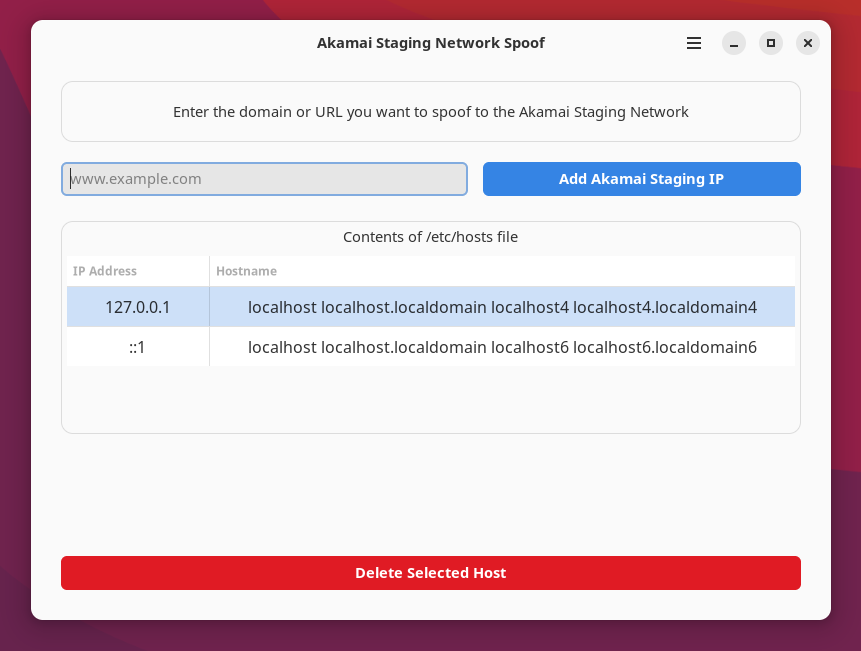 Akamai Staging Network Spoof
Enter the domain or URL you want to spoof to the Akamai Staging Network
www.example.com
Add Akamai Staging IP
Contents of /etc/hosts file
IP Address Hostname
127.0.0.1 localhost localhost.localdomain localhost4 localhost4.localdomain4
::1 localhost localhost.localdomain localhost6 localhost6.localdomain6
Delete Selected Host